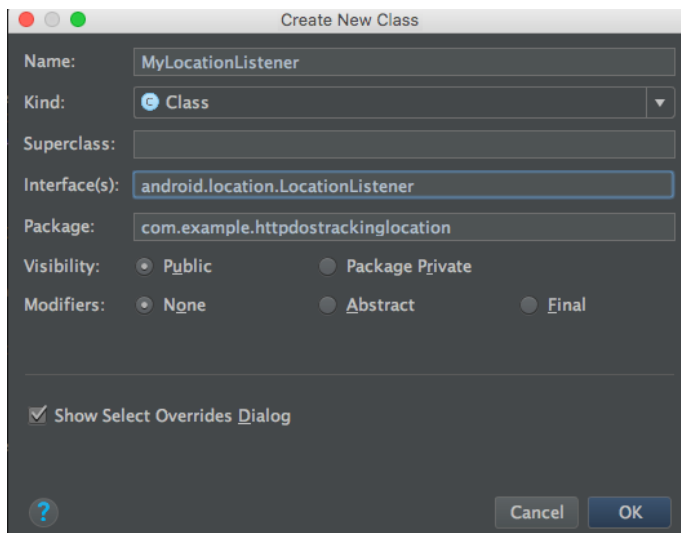 Create New Class
Name: MyLocationListener
Kind: C Class
Superclass:
Interface(s): android.location.LocationListener
Package: com.example.httpdostrackinglocation
Visibility: Public Package Private
Modifiers: None Abstract Final
Show Select Overrides Dialog
? Cancel OK